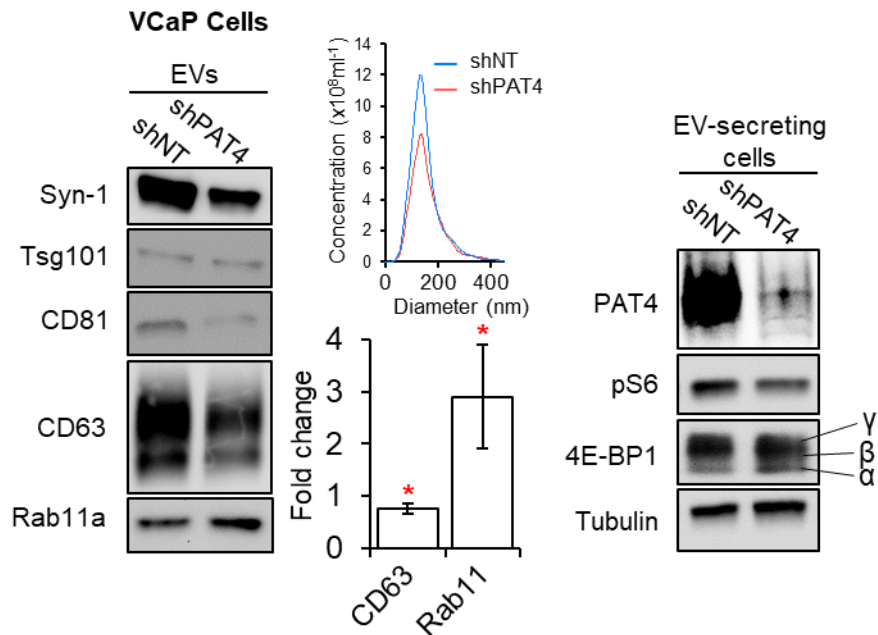 VCaP Cells
EVs
shNT
shPAT4
Syn-1
Tsg101
CD81
CD63
Rab11a
Concentration (x10⁸ml⁻¹)
14
12
10
8
6
4
2
0
shNT
shPAT4
0
200
400
Diameter (nm)
Fold change
4
3
2
1
0
*
*
CD63
Rab11
EV-secreting
cells
shNT
shPAT4
PAT4
pS6
4E-BP1
γ
β
α
Tubulin